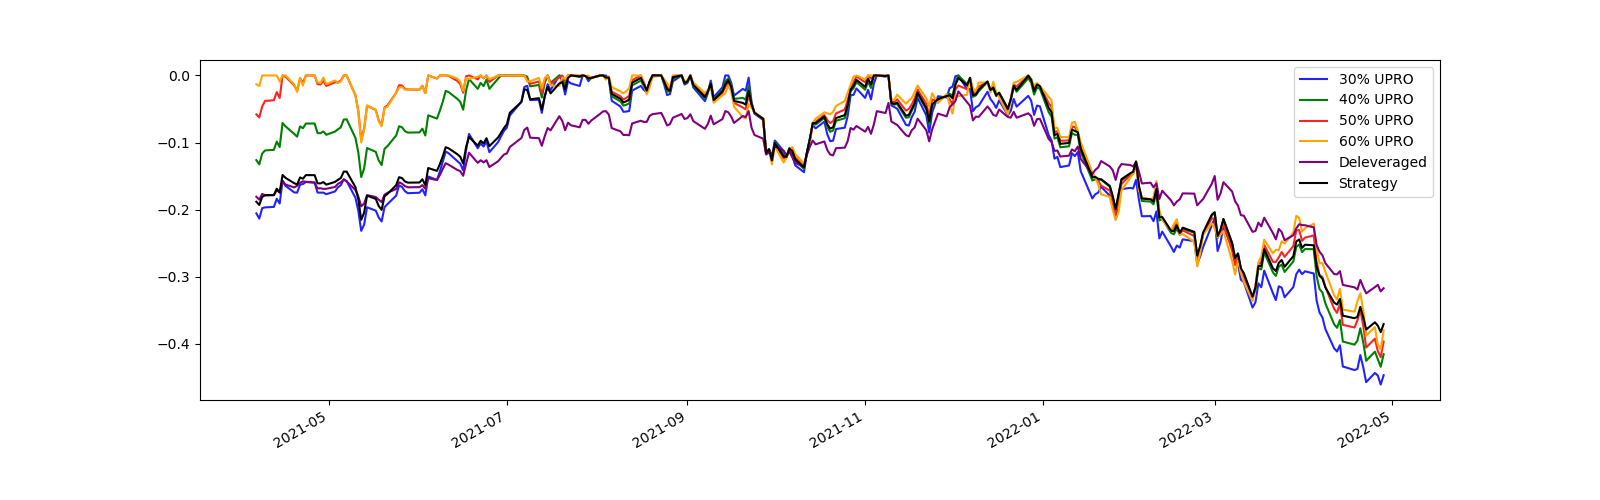 0.0
−0.1
−0.2
−0.3
−0.4
2021-05
2021-07
2021-09
2021-11
2022-01
2022-03
2022-05
30% UPRO
40% UPRO
50% UPRO
60% UPRO
Deleveraged
Strategy